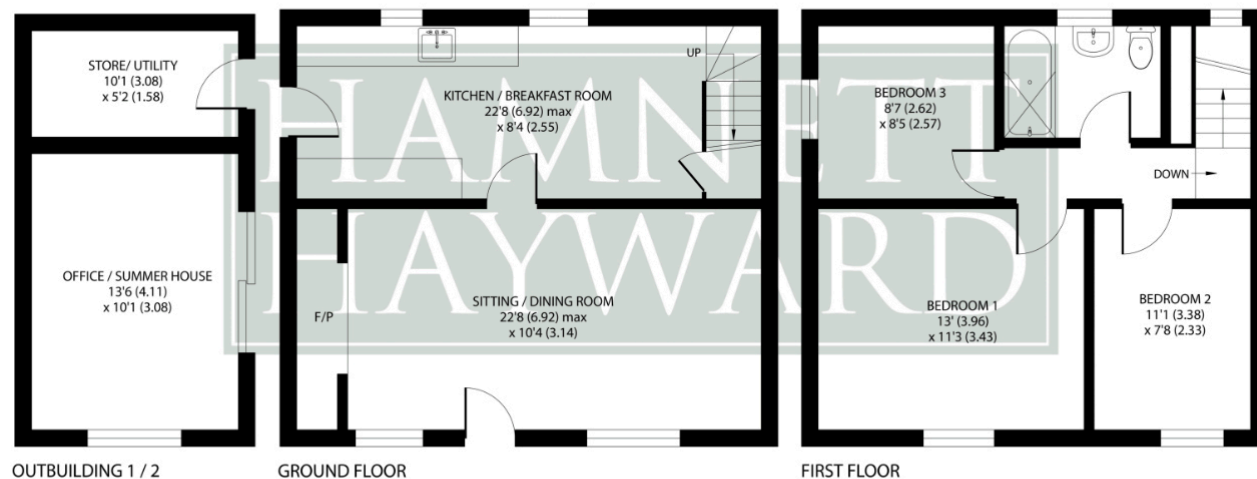 STORE/ UTILITY
10'1 (3.08)
x 5'2 (1.58)
OFFICE / SUMMER HOUSE
13'6 (4.11)
x 10'1 (3.08)
OUTBUILDING 1 / 2
HAMNETT
HAYWARD
UP
KITCHEN / BREAKFAST ROOM
22'8 (6.92) max
x 8'4 (2.55)
F/P
SITTING / DINING ROOM
22'8 (6.92) max
x 10'4 (3.14)
GROUND FLOOR
BEDROOM 3
8'7 (2.62)
x 8'5 (2.57)
DOWN
BEDROOM 1
13' (3.96)
x 11'3 (3.43)
BEDROOM 2
11'1 (3.38)
x 7'8 (2.33)
FIRST FLOOR